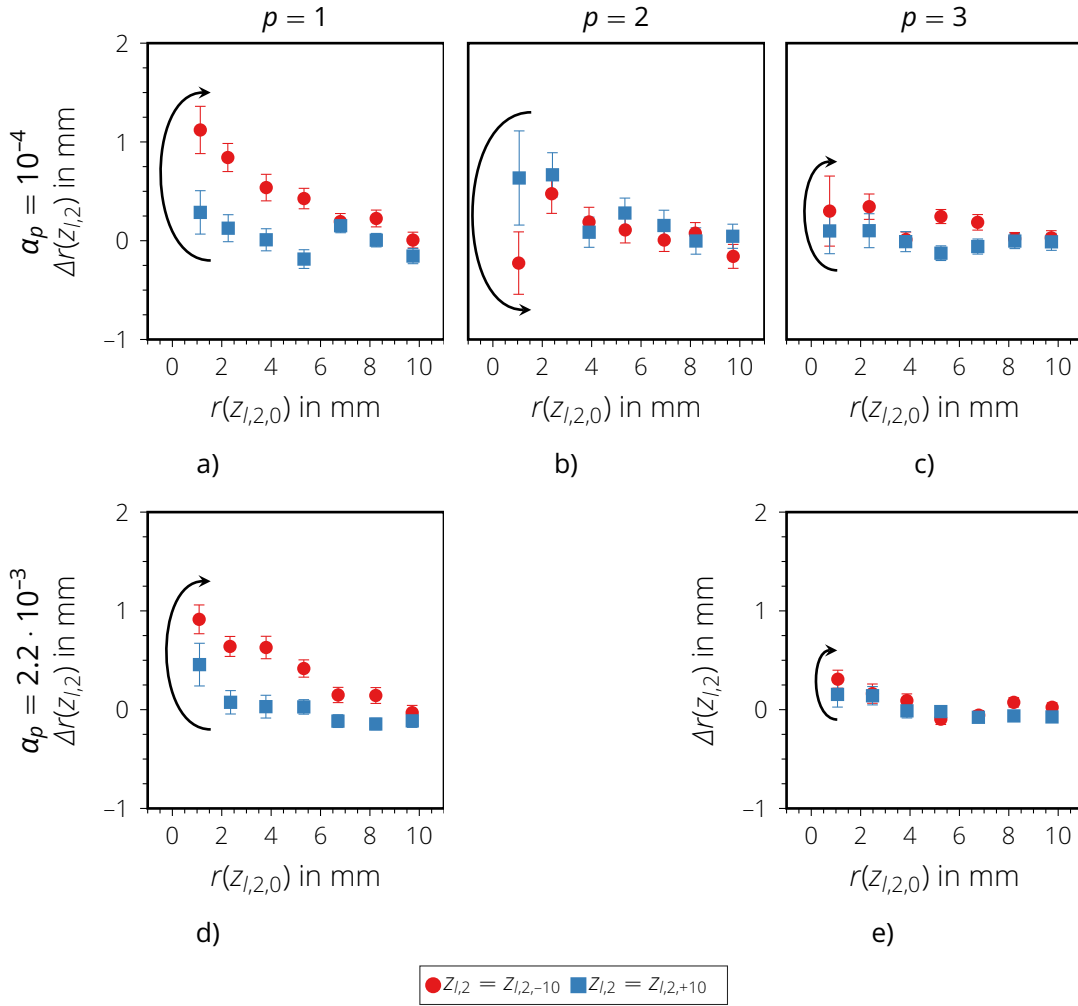 p = 1
p = 2
p = 3
αₚ = 10⁻⁴
Δr(z_{l,2}) in mm
2
1
0
−1
0 2 4 6 8 10
0 2 4 6 8 10
0 2 4 6 8 10
r(z_{l,2,0}) in mm
r(z_{l,2,0}) in mm
r(z_{l,2,0}) in mm
a)
b)
c)
αₚ = 2.2 · 10⁻³
Δr(z_{l,2}) in mm
2
1
0
−1
0 2 4 6 8 10
r(z_{l,2,0}) in mm
d)
Δr(z_{l,2}) in mm
2
1
0
−1
0 2 4 6 8 10
r(z_{l,2,0}) in mm
e)
z_{l,2} = z_{l,2,−10} z_{l,2} = z_{l,2,+10}